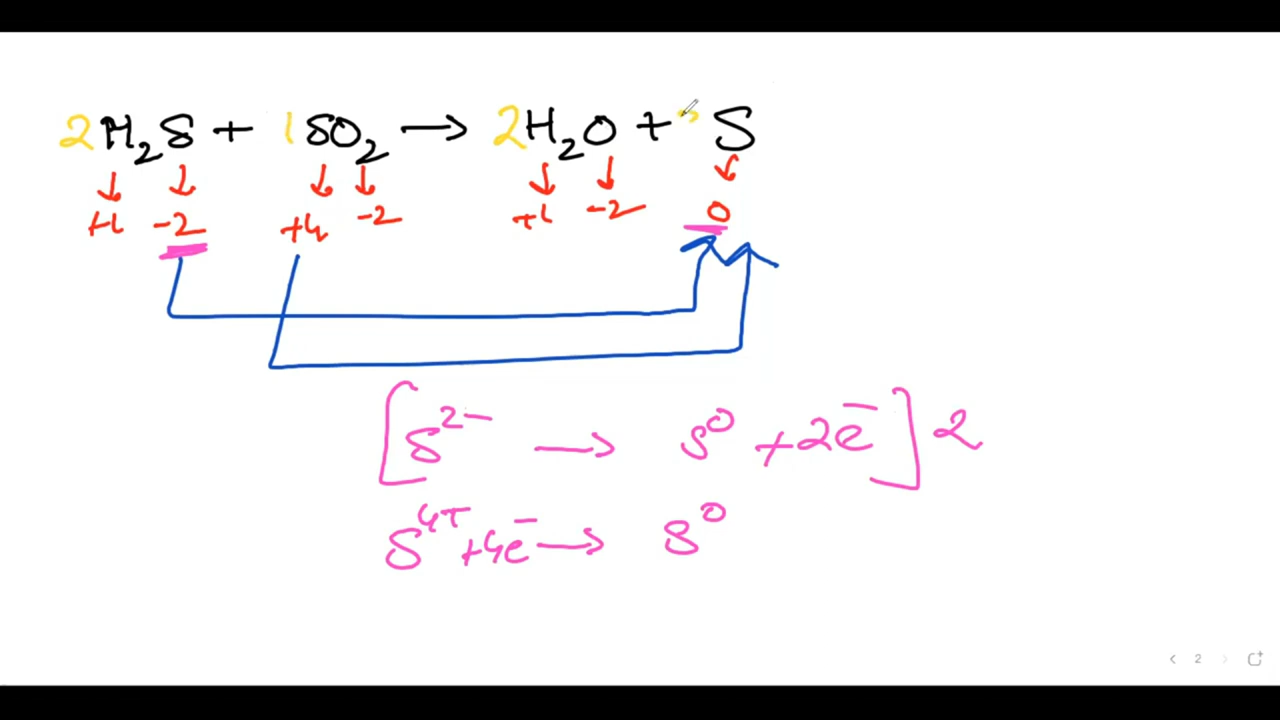 2H₂S + 1SO₂ → 2H₂O + S
↓ ↓ ↓ ↓ ↓ ↓ ↓
+1 -2 +4 -2 +1 -2 0
[S²⁻ → S⁰ + 2e⁻] 2
S⁴⁺ + 4e⁻ → S⁰
2